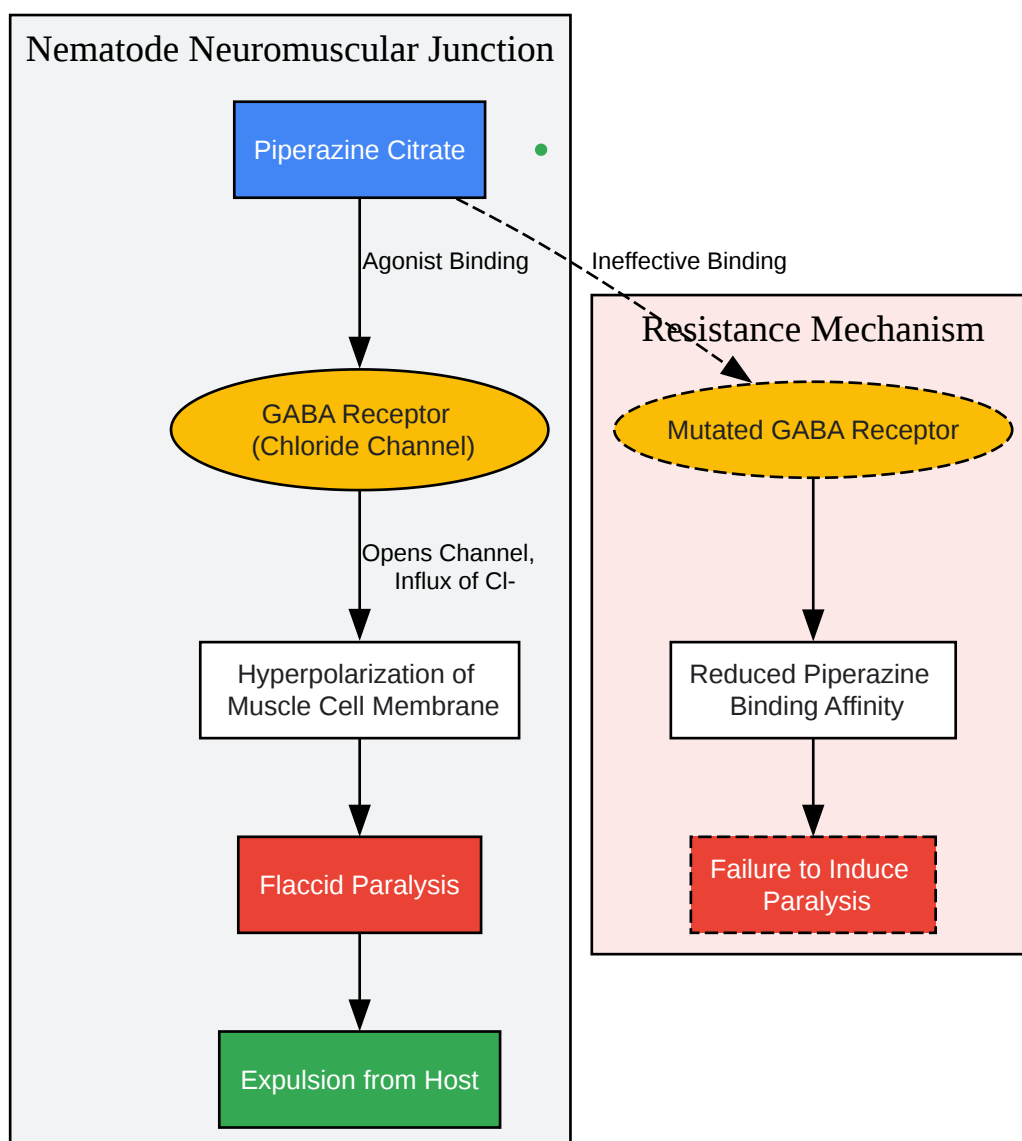 Nematode Neuromuscular Junction
Piperazine Citrate
Agonist Binding
Ineffective Binding
Resistance Mechanism
GABA Receptor
(Chloride Channel)
Mutated GABA Receptor
Opens Channel,
Influx of Cl-
Hyperpolarization of
Muscle Cell Membrane
Reduced Piperazine
Binding Affinity
Flaccid Paralysis
Failure to Induce
Paralysis
Expulsion from Host